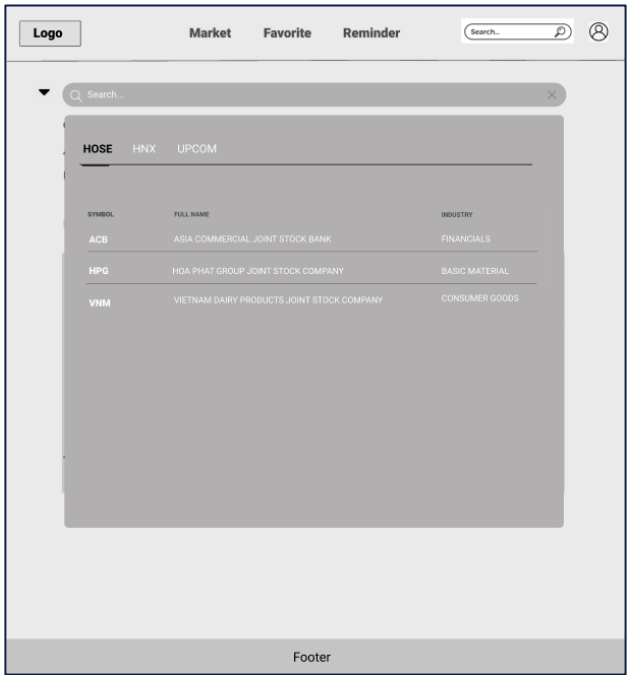 Logo
Market Favorite Reminder
Search...
Search...
HOSE HNX UPCOM
SYMBOL FULL NAME INDUSTRY
ACB ASIA COMMERCIAL JOINT STOCK BANK FINANCIALS
HPG HOA PHAT GROUP JOINT STOCK COMPANY BASIC MATERIAL
VNM VIETNAM DAIRY PRODUCTS JOINT STOCK COMPANY CONSUMER GOODS
Footer